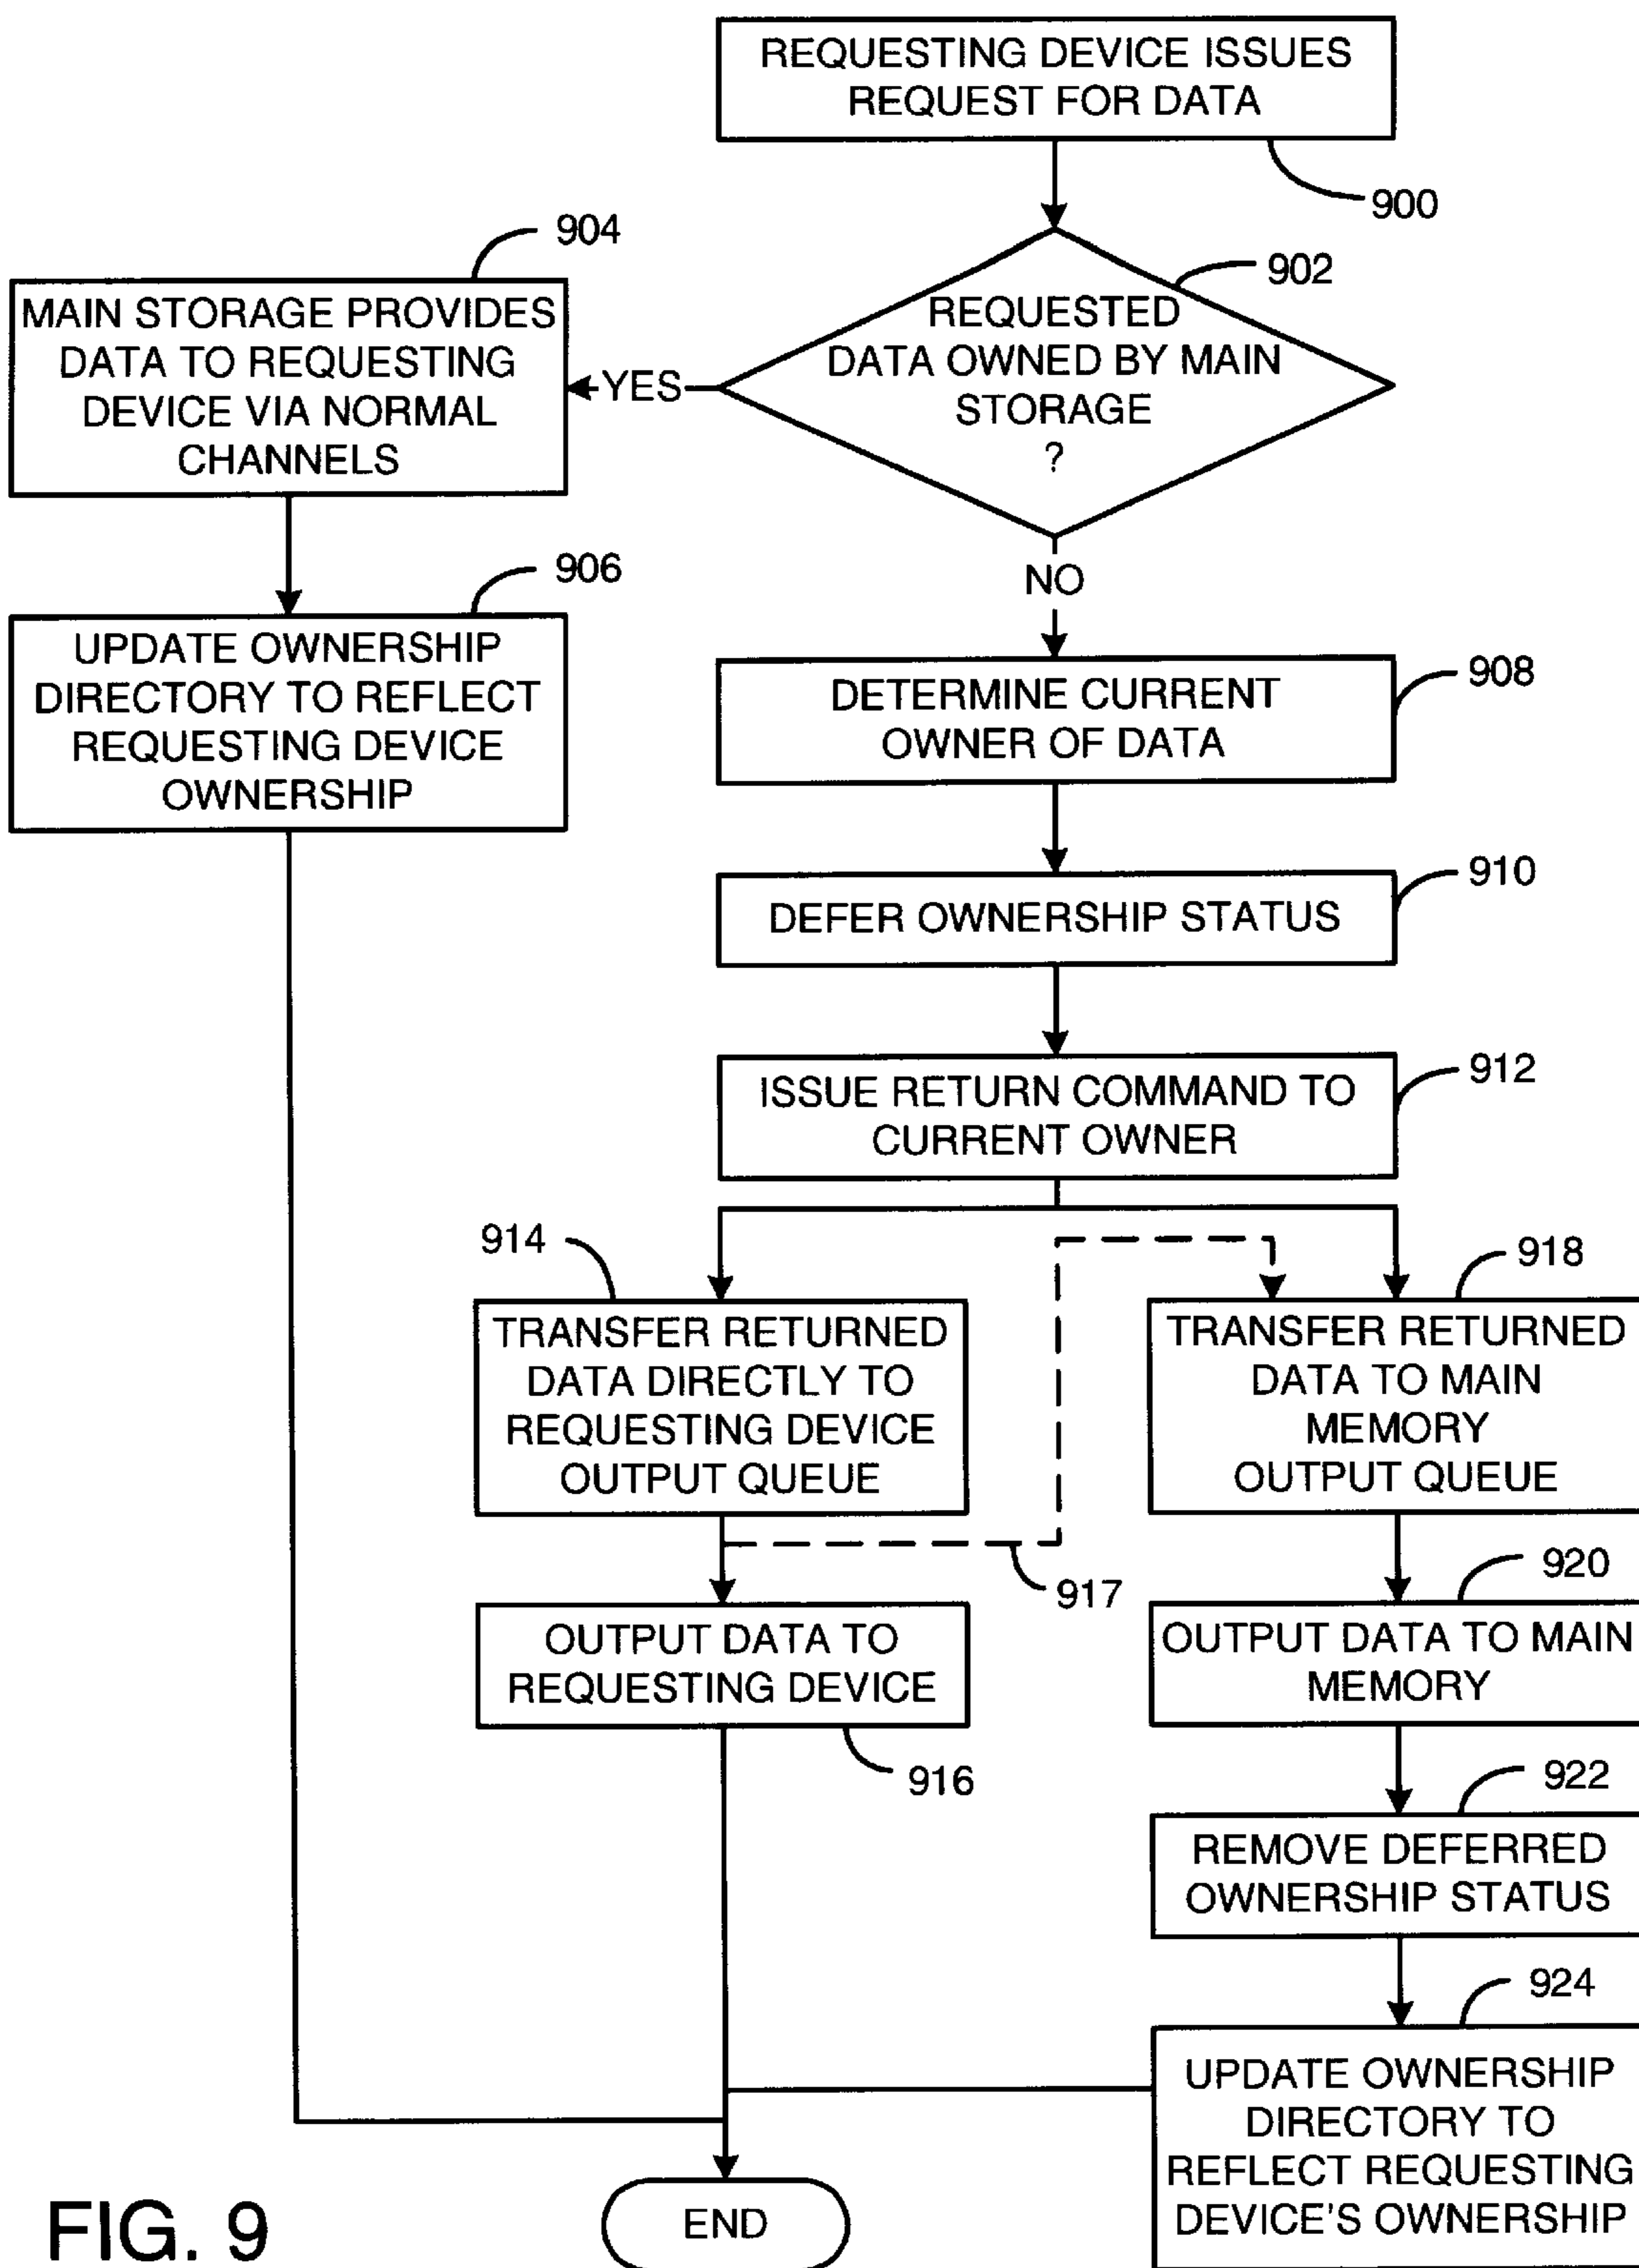 REQUESTING DEVICE ISSUES
REQUEST FOR DATA
900
902
REQUESTED
DATA OWNED BY MAIN
STORAGE
?
YES
904
MAIN STORAGE PROVIDES
DATA TO REQUESTING
DEVICE VIA NORMAL
CHANNELS
906
UPDATE OWNERSHIP
DIRECTORY TO REFLECT
REQUESTING DEVICE
OWNERSHIP
NO
908
DETERMINE CURRENT
OWNER OF DATA
910
DEFER OWNERSHIP STATUS
912
ISSUE RETURN COMMAND TO
CURRENT OWNER
914
TRANSFER RETURNED
DATA DIRECTLY TO
REQUESTING DEVICE
OUTPUT QUEUE
917
OUTPUT DATA TO
REQUESTING DEVICE
916
918
TRANSFER RETURNED
DATA TO MAIN
MEMORY
OUTPUT QUEUE
920
OUTPUT DATA TO MAIN
MEMORY
922
REMOVE DEFERRED
OWNERSHIP STATUS
924
UPDATE OWNERSHIP
DIRECTORY TO
REFLECT REQUESTING
DEVICE'S OWNERSHIP
END
FIG. 9